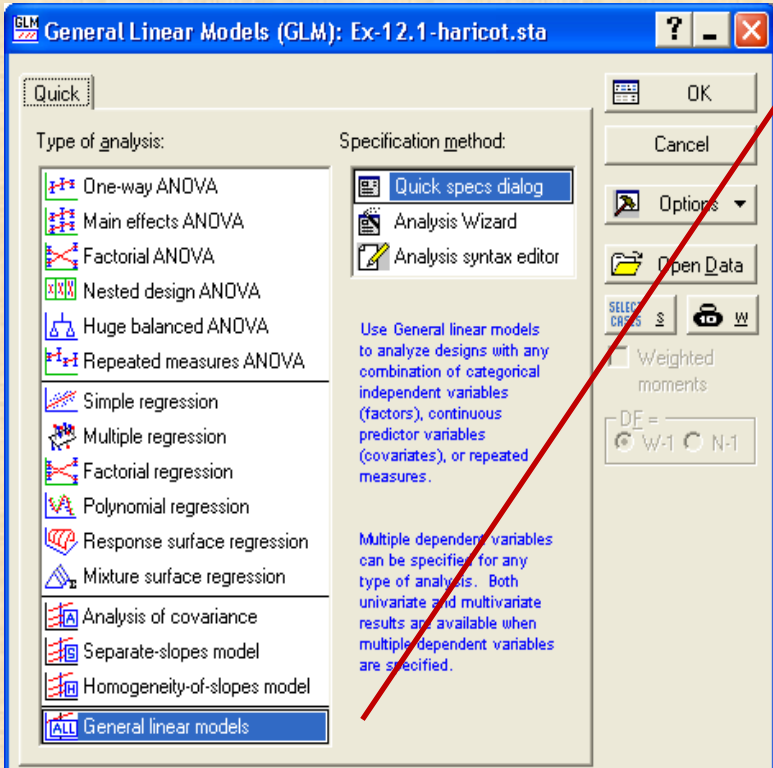 GLM General Linear Models (GLM): Ex-12.1-haricot.sta
Quick
Type of analysis:
One-way ANOVA
Main effects ANOVA
Factorial ANOVA
Nested design ANOVA
Huge balanced ANOVA
Repeated measures ANOVA
Simple regression
Multiple regression
Factorial regression
Polynomial regression
Response surface regression
Mixture surface regression
Analysis of covariance
Separate-slopes model
Homogeneity-of-slopes model
ALL General linear models
Specification method:
Quick specs dialog
Analysis Wizard
Analysis syntax editor
Use General linear models
to analyze designs with any
combination of categorical
independent variables
(factors), continuous
predictor variables
(covariates), or repeated
measures.
Multiple dependent variables
can be specified for any
type of analysis. Both
univariate and multivariate
results are available when
multiple dependent variables
are specified.
OK
Cancel
Options
Open Data
SELECT
CASES S W
Weighted
moments
DF =
W-1 N-1